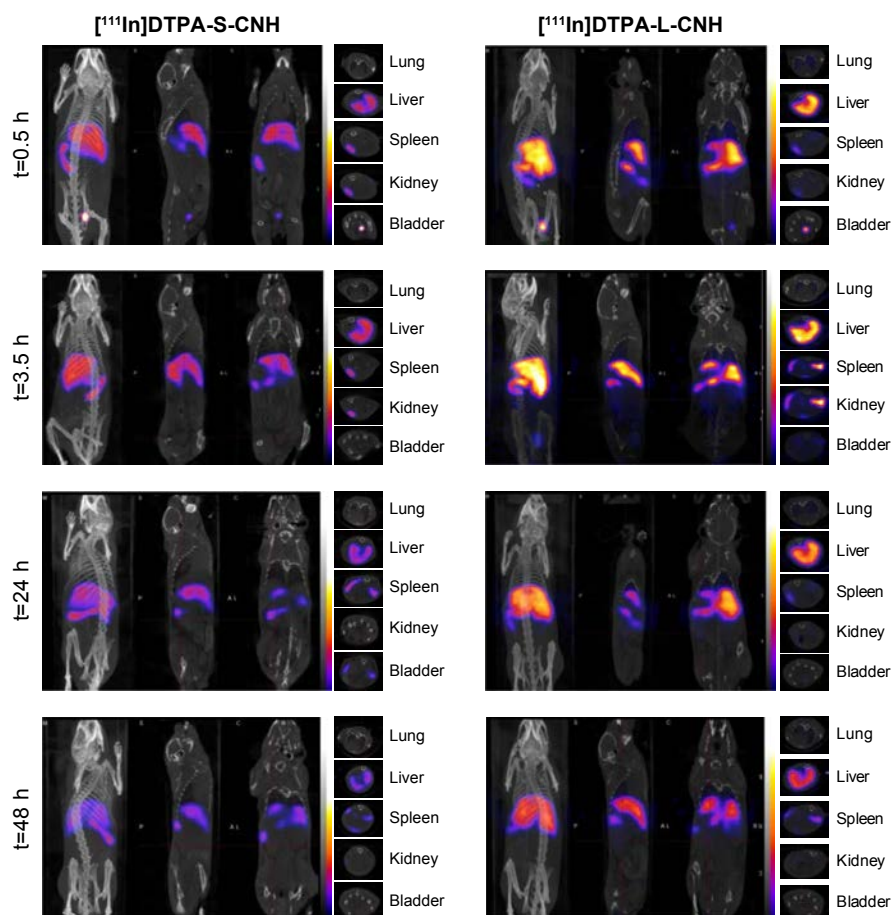 [¹¹¹In]DTPA-S-CNH [¹¹¹In]DTPA-L-CNH
t=0.5 h
Lung Lung
Liver Liver
Spleen Spleen
Kidney Kidney
Bladder Bladder
t=3.5 h
Lung Lung
Liver Liver
Spleen Spleen
Kidney Kidney
Bladder Bladder
t=24 h
Lung Lung
Liver Liver
Spleen Spleen
Kidney Kidney
Bladder Bladder
t=48 h
Lung Lung
Liver Liver
Spleen Spleen
Kidney Kidney
Bladder Bladder